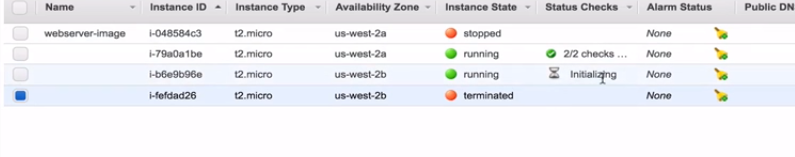 Name Instance ID Instance Type Availability Zone Instance State Status Checks Alarm Status Public DN
webserver-image i-048584c3 t2.micro us-west-2a stopped None
i-79a0a1be t2.micro us-west-2a running 2/2 checks ... None
i-b6e9b96e t2.micro us-west-2b running Initializing None
i-fefdad26 t2.micro us-west-2b terminated None